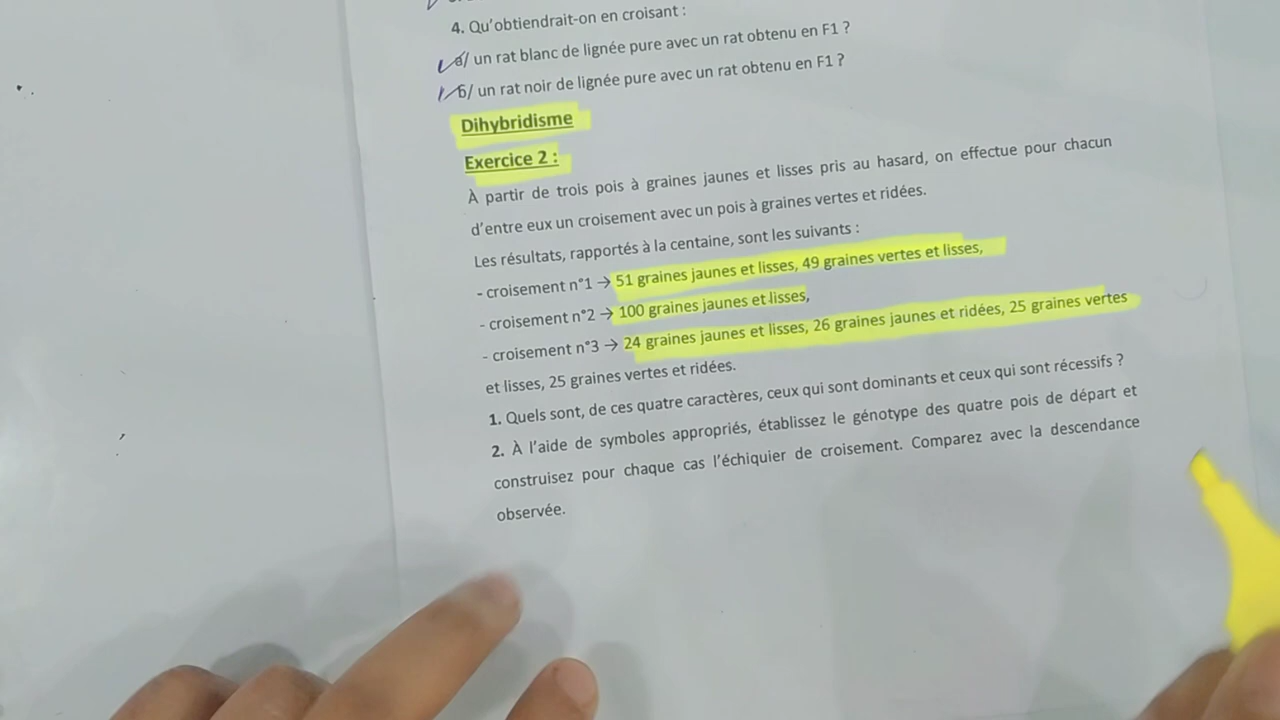 4. Qu'obtiendrait-on en croisant :
a/ un rat blanc de lignée pure avec un rat obtenu en F1 ?
b/ un rat noir de lignée pure avec un rat obtenu en F1 ?
Dihybridisme
Exercice 2 :
À partir de trois pois à graines jaunes et lisses pris au hasard, on effectue pour chacun
d'entre eux un croisement avec un pois à graines vertes et ridées.
Les résultats, rapportés à la centaine, sont les suivants :
- croisement n°1 → 51 graines jaunes et lisses, 49 graines vertes et lisses,
- croisement n°2 → 100 graines jaunes et lisses,
- croisement n°3 → 24 graines jaunes et lisses, 26 graines jaunes et ridées, 25 graines vertes
et lisses, 25 graines vertes et ridées.
1. Quels sont, de ces quatre caractères, ceux qui sont dominants et ceux qui sont récessifs ?
2. À l'aide de symboles appropriés, établissez le génotype des quatre pois de départ et
construisez pour chaque cas l'échiquier de croisement. Comparez avec la descendance
observée.